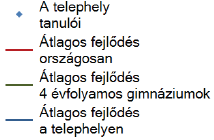 A telephely
tanulói
Átlagos fejlődés
országosan
Átlagos fejlődés
4 évfolyamos gimnáziumok
Átlagos fejlődés
a telephelyen